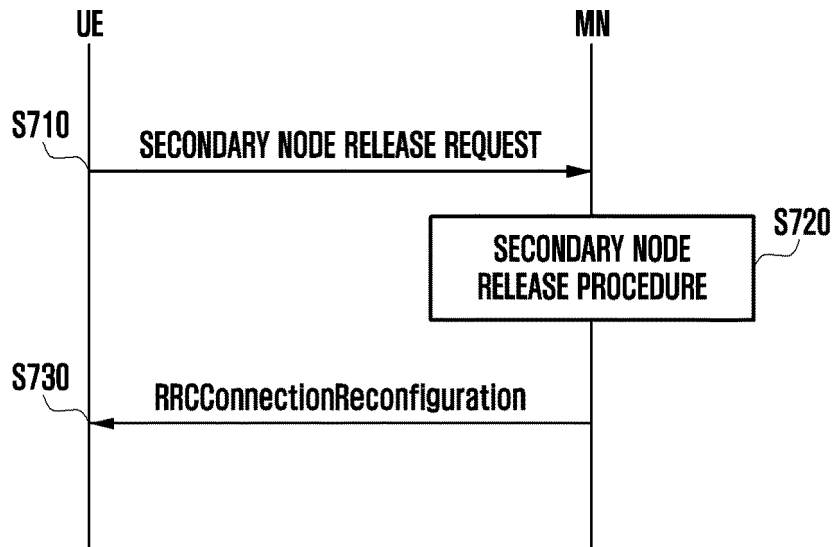 UE
MN
S710
SECONDARY NODE RELEASE REQUEST
S720
SECONDARY NODE
RELEASE PROCEDURE
S730
RRCConnectionReconfiguration